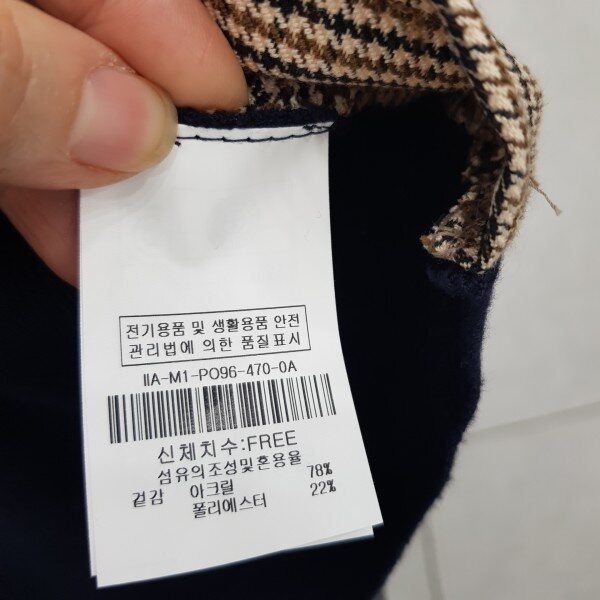 전기용품 및 생활용품 안전
관리법에 의한 품질표시
IIA-M1-PO96-470-0A
신체치수:FREE
섬유의조성및혼용율
겉감 아크릴 78%
폴리에스터 22%